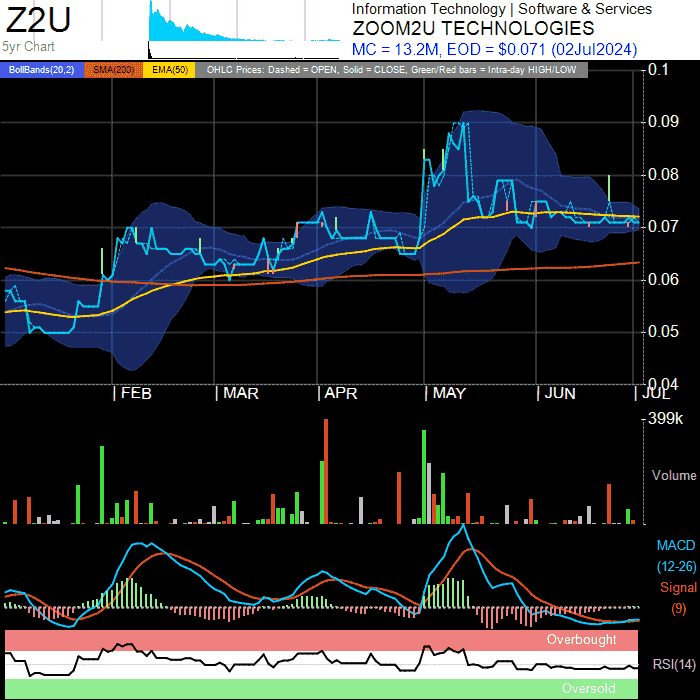 Z2U
5yr Chart
Information Technology | Software & Services
ZOOM2U TECHNOLOGIES
MC = 13.2M, EOD = $0.071 (02Jul2024)
BollBands(20,2) SMA(200) EMA(50) OHLC Prices: Dashed = OPEN, Solid = CLOSE, Green/Red bars = Intra-day HIGH/LOW
0.1
0.09
0.08
0.07
0.06
0.05
0.04
FEB MAR APR MAY JUN JUL
399k
Volume
MACD
(12-26)
Signal
(9)
Overbought
RSI(14)
Oversold